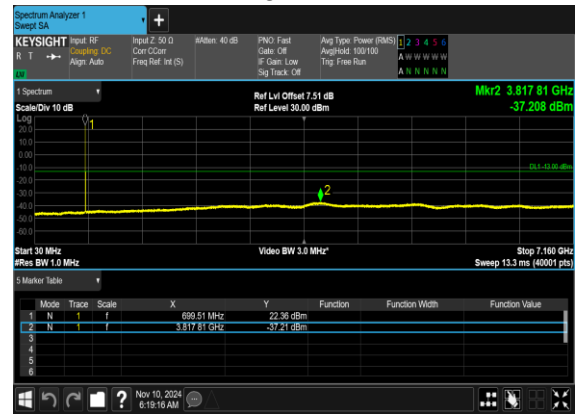 Spectrum Analyzer 1
Swept SA
KEYSIGHT Input: RF Input Z: 50 Ω #Atten: 40 dB PNO: Fast Avg Type: Power (RMS) 1 2 3 4 5 6
R T Coupling: DC Corr CCorr Gate: Off Avg|Hold: 100/100 A W W W W W
Align: Auto Freq Ref: Int (S) IF Gain: Low Trig: Free Run
LXI Sig Track: Off A N N N N N
1 Spectrum Ref Lvl Offset 7.51 dB Mkr2 3.817 81 GHz
Scale/Div 10 dB Ref Level 30.00 dBm -37.208 dBm
Log
1
20.0
10.0
0.00
-10.0
DL1 -13.00 dBm
-20.0
-30.0
2
-40.0
-50.0
-60.0
Start 30 MHz Video BW 3.0 MHz* Stop 7.160 GHz
#Res BW 1.0 MHz Sweep 13.3 ms (40001 pts)
5 Marker Table
Mode Trace Scale X Y Function Function Width Function Value
1 N 1 f 699.51 MHz 22.36 dBm
2 N 1 f 3.817 81 GHz -37.21 dBm
3
4
5
6
? Nov 10, 2024
6:19:16 AM